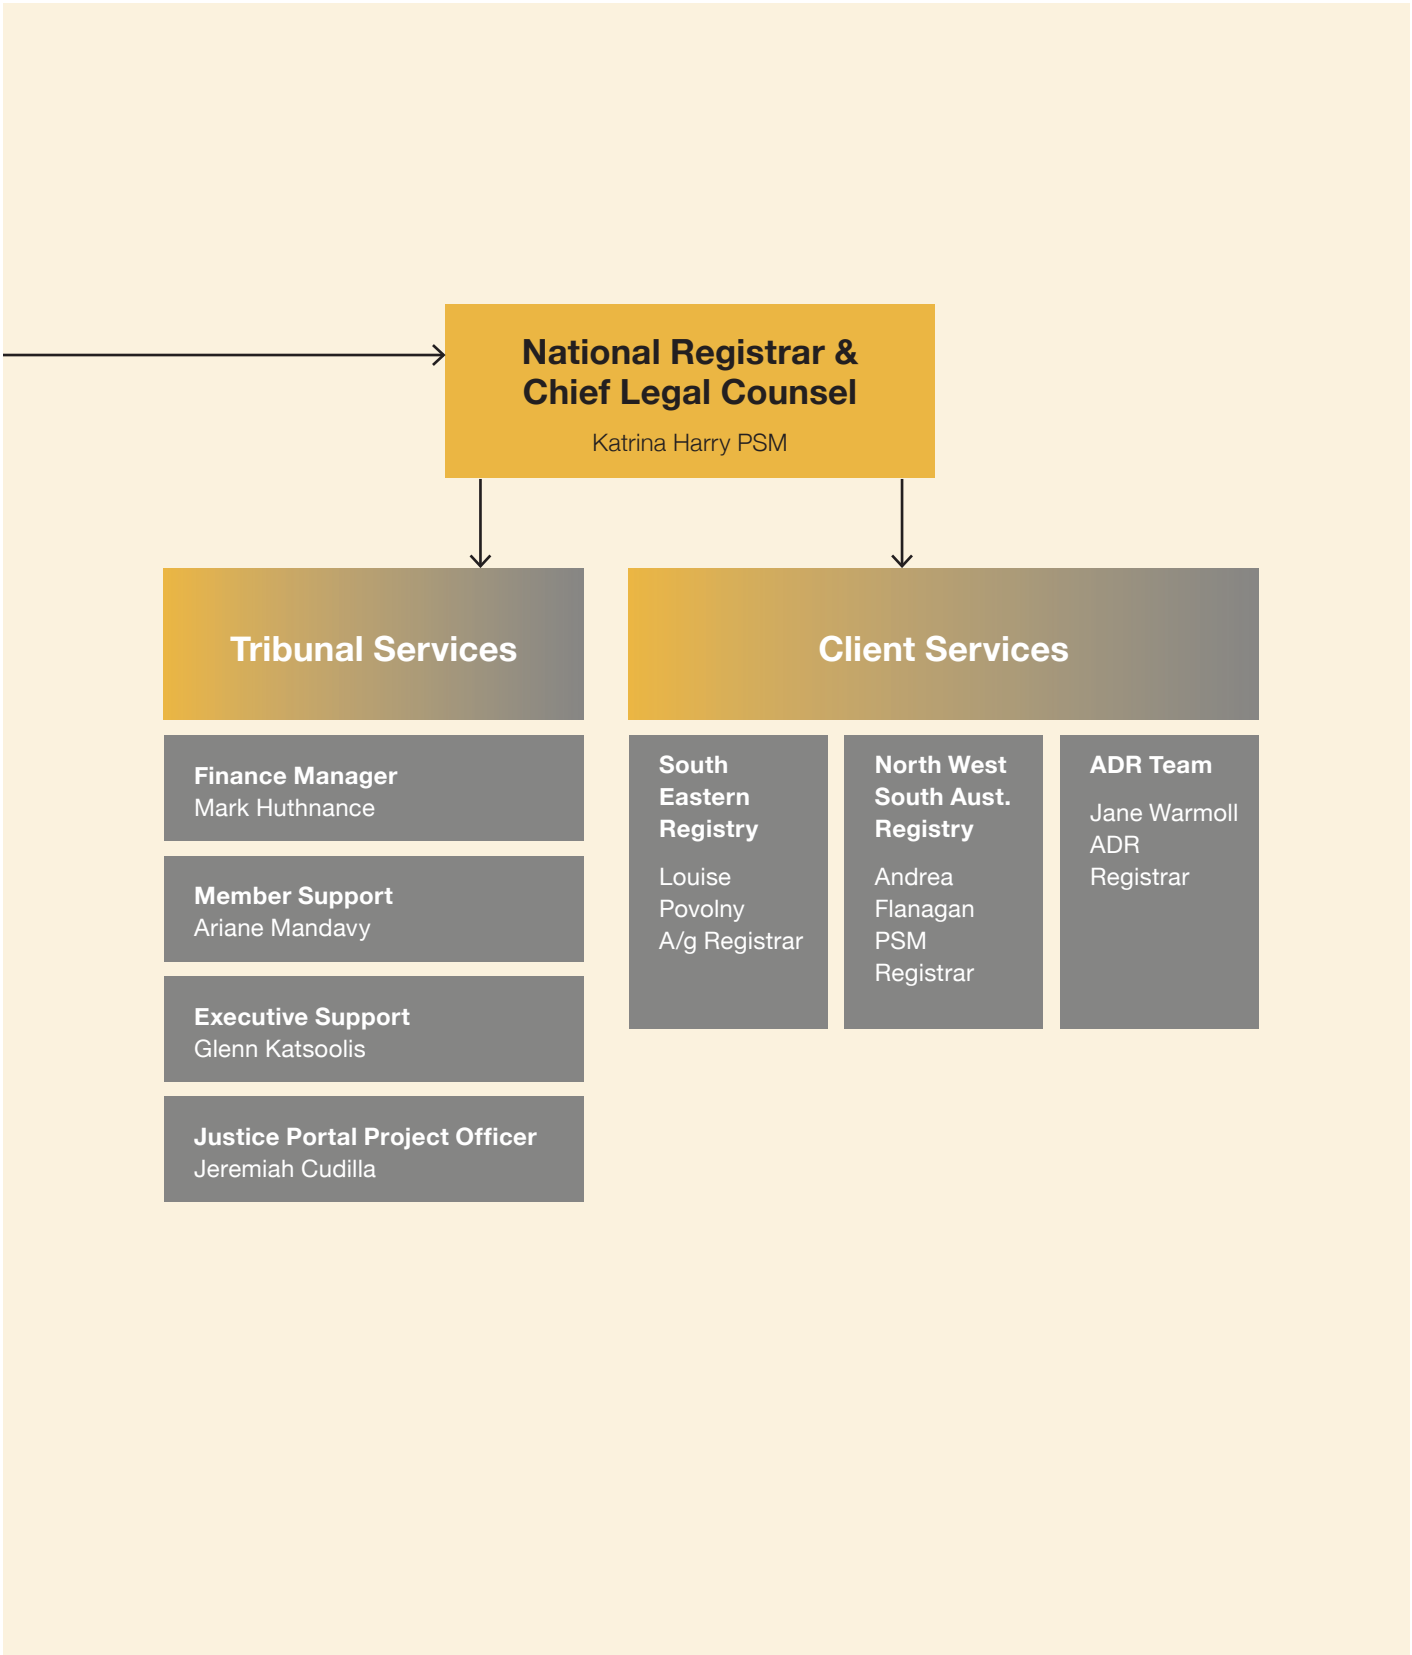 National Registrar &
Chief Legal Counsel
Katrina Harry PSM
Tribunal Services
Finance Manager
Mark Huthnance
Member Support
Ariane Mandavy
Executive Support
Glenn Katsoolis
Justice Portal Project Officer
Jeremiah Cudilla
Client Services
South
Eastern
Registry
Louise
Povolny
A/g Registrar
North West
South Aust.
Registry
Andrea
Flanagan
PSM
Registrar
ADR Team
Jane Warmoll
ADR
Registrar